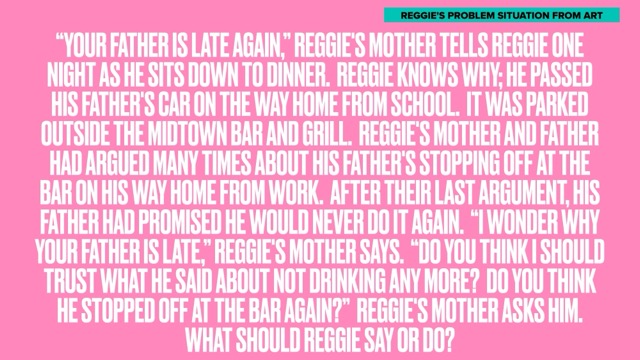 REGGIE'S PROBLEM SITUATION FROM ART
“YOUR FATHER IS LATE AGAIN,” REGGIE'S MOTHER TELLS REGGIE ONE
NIGHT AS HE SITS DOWN TO DINNER. REGGIE KNOWS WHY; HE PASSED
HIS FATHER'S CAR ON THE WAY HOME FROM SCHOOL. IT WAS PARKED
OUTSIDE THE MIDTOWN BAR AND GRILL. REGGIE'S MOTHER AND FATHER
HAD ARGUED MANY TIMES ABOUT HIS FATHER'S STOPPING OFF AT THE
BAR ON HIS WAY HOME FROM WORK. AFTER THEIR LAST ARGUMENT, HIS
FATHER HAD PROMISED HE WOULD NEVER DO IT AGAIN. “I WONDER WHY
YOUR FATHER IS LATE,” REGGIE'S MOTHER SAYS. “DO YOU THINK I SHOULD
TRUST WHAT HE SAID ABOUT NOT DRINKING ANY MORE? DO YOU THINK
HE STOPPED OFF AT THE BAR AGAIN?” REGGIE'S MOTHER ASKS HIM.
WHAT SHOULD REGGIE SAY OR DO?